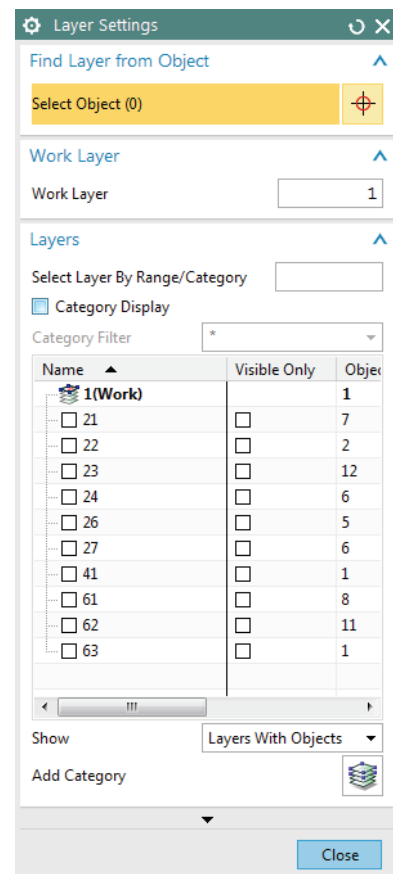 Layer Settings
Find Layer from Object
Select Object (0)
Work Layer
Work Layer 1
Layers
Select Layer By Range/Category
Category Display
Category Filter *
Name Visible Only Objec
1(Work) 1
21 7
22 2
23 12
24 6
26 5
27 6
41 1
61 8
62 11
63 1
Show Layers With Objects
Add Category
Close